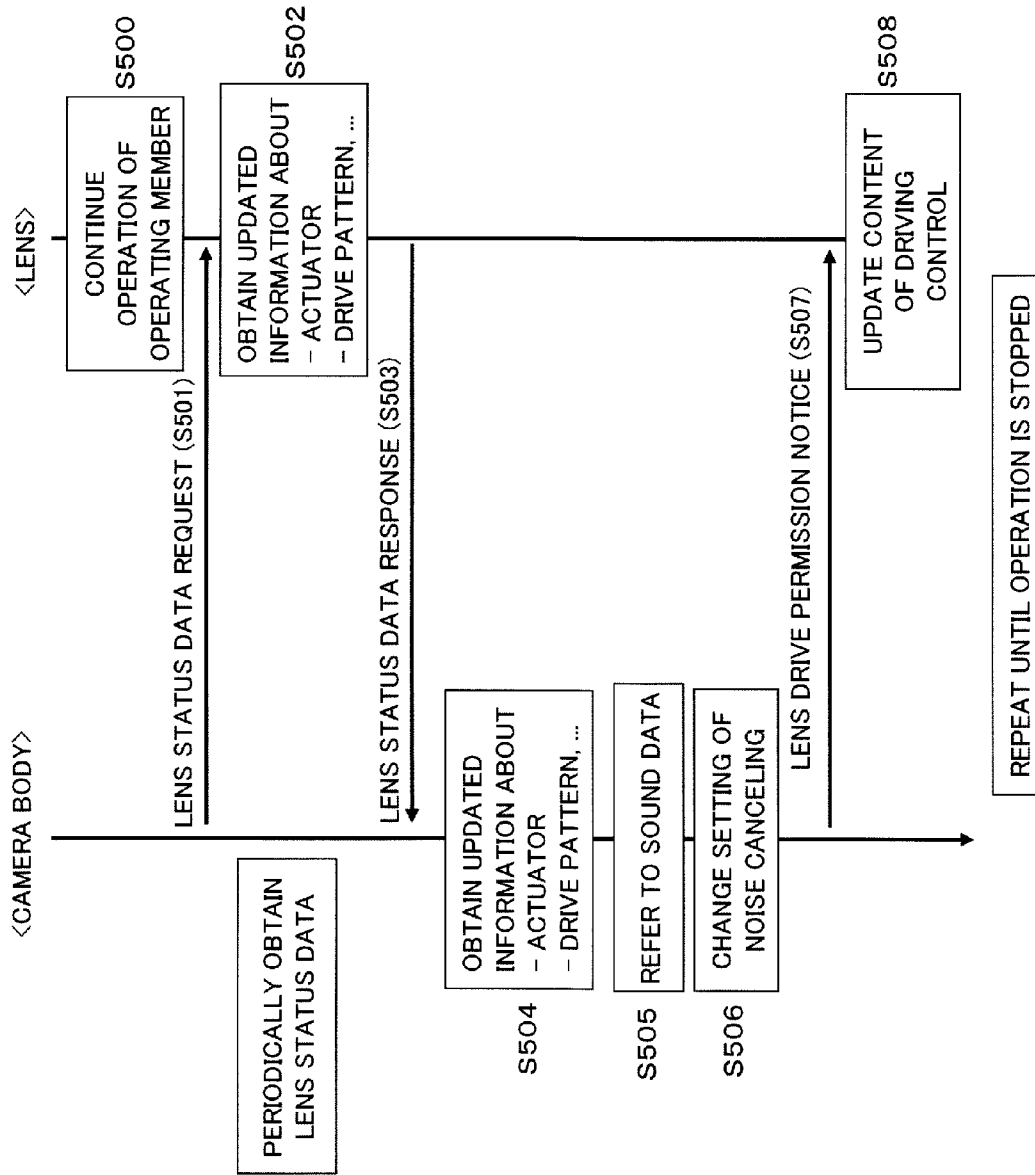 <CAMERA BODY>
<LENS>
CONTINUE
OPERATION OF
OPERATING MEMBER
S500
LENS STATUS DATA REQUEST (S501)
PERIODICALLY OBTAIN
LENS STATUS DATA
OBTAIN UPDATED
INFORMATION ABOUT
- ACTUATOR
- DRIVE PATTERN, ...
S502
LENS STATUS DATA RESPONSE (S503)
OBTAIN UPDATED
INFORMATION ABOUT
- ACTUATOR
- DRIVE PATTERN, ...
S504
REFER TO SOUND DATA
S505
CHANGE SETTING OF
NOISE CANCELING
S506
LENS DRIVE PERMISSION NOTICE (S507)
UPDATE CONTENT
OF DRIVING
CONTROL
S508
REPEAT UNTIL OPERATION IS STOPPED